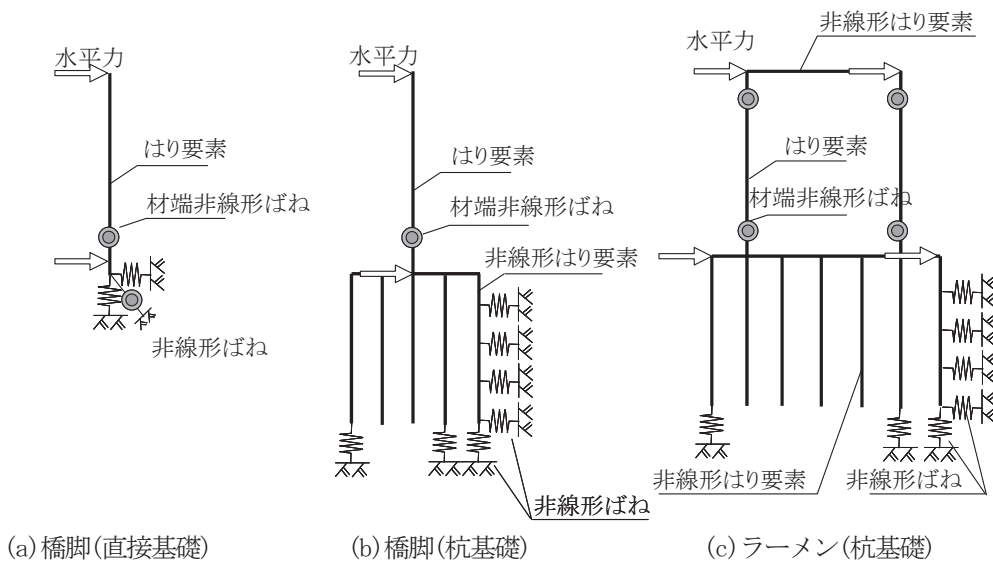 水平力
はり要素
材端非線形ばね
非線形ばね
(a) 橋脚(直接基礎)
水平力
はり要素
材端非線形ばね
非線形はり要素
非線形ばね
(b) 橋脚(杭基礎)
非線形はり要素
水平力
はり要素
材端非線形ばね
非線形はり要素
非線形ばね
(c) ラーメン(杭基礎)